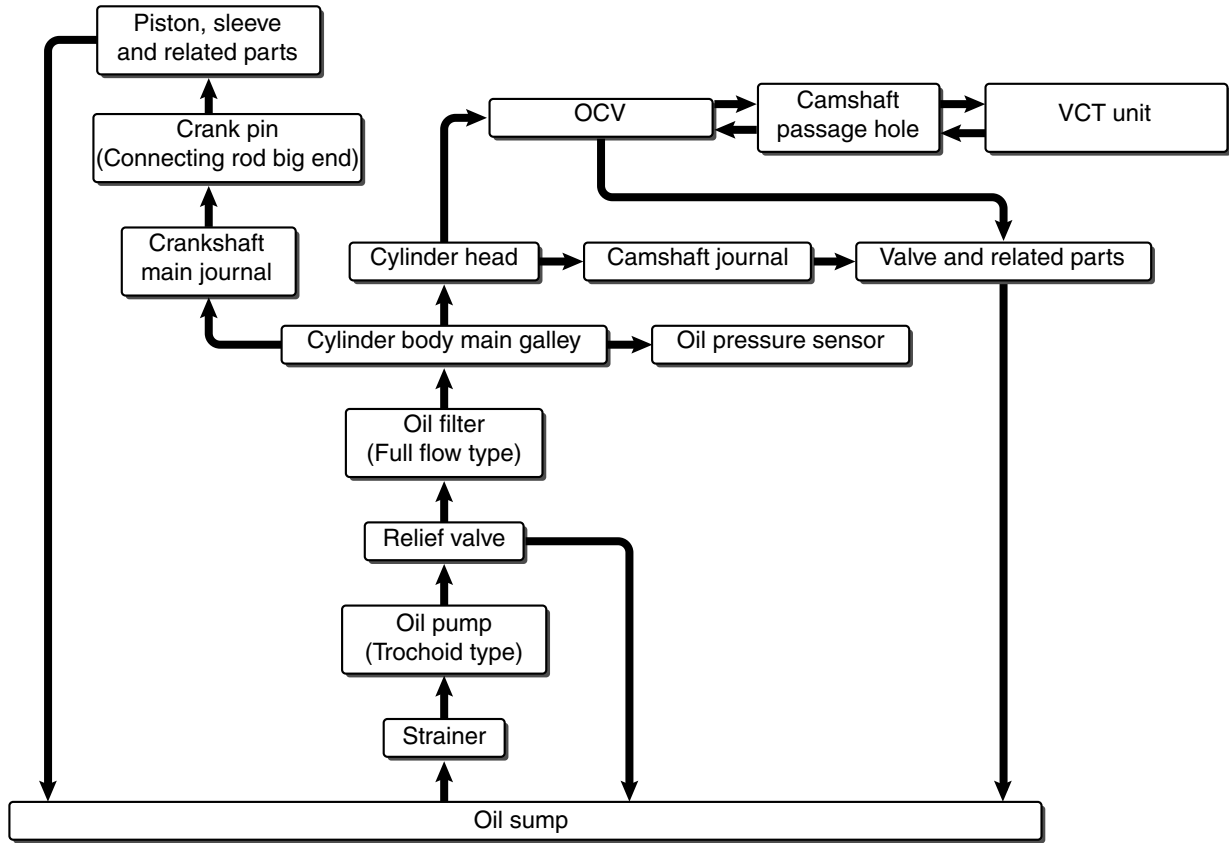 Piston, sleeve
and related parts
Crank pin
(Connecting rod big end)
Crankshaft
main journal
OCV
Camshaft
passage hole
VCT unit
Cylinder head
Camshaft journal
Valve and related parts
Cylinder body main galley
Oil pressure sensor
Oil filter
(Full flow type)
Relief valve
Oil pump
(Trochoid type)
Strainer
Oil sump